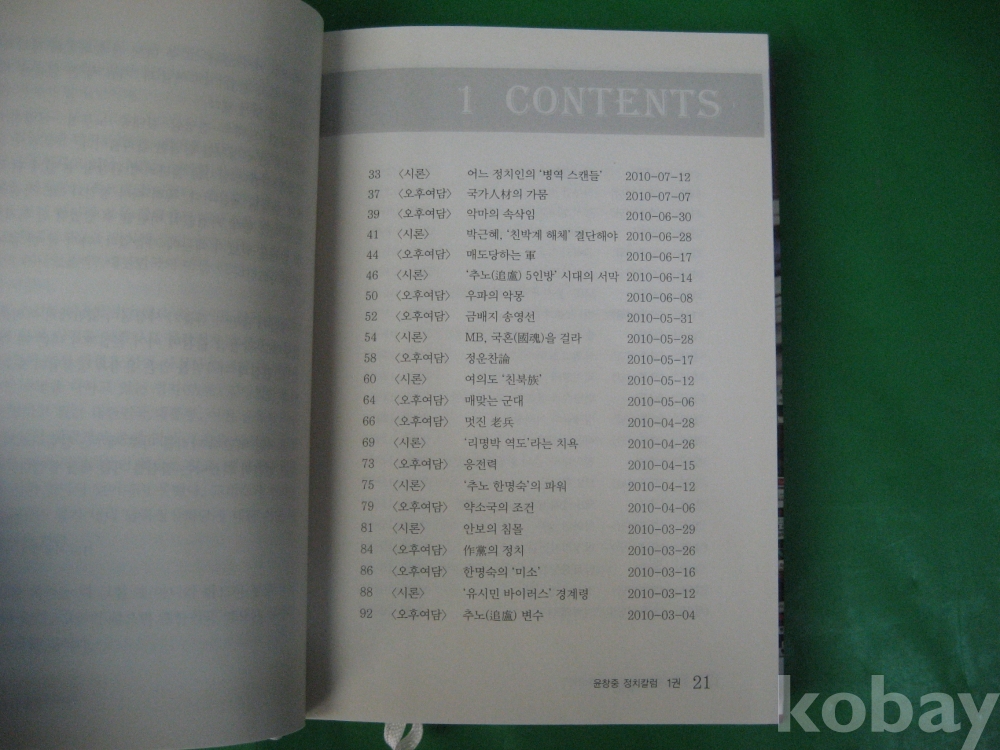 1 CONTENTS
33 〈시론〉 어느 정치인의 '병역 스캔들' 2010-07-12
37 〈오후여담〉 국가人材의 가뭄 2010-07-07
39 〈오후여담〉 악마의 속삭임 2010-06-30
41 〈시론〉 박근혜, '친박계 해체' 결단해야 2010-06-28
44 〈오후여담〉 매도당하는 軍 2010-06-17
46 〈시론〉 '추노(追盧) 5인방' 시대의 서막 2010-06-14
50 〈오후여담〉 우파의 악몽 2010-06-08
52 〈오후여담〉 금배지 송영선 2010-05-31
54 〈시론〉 MB, 국혼(國魂)을 걸라 2010-05-28
58 〈오후여담〉 정운찬論 2010-05-17
60 〈시론〉 여의도 '친북族' 2010-05-12
64 〈오후여담〉 매맞는 군대 2010-05-06
66 〈오후여담〉 멋진 老兵 2010-04-28
69 〈시론〉 '리명박 역도'라는 치욕 2010-04-26
73 〈오후여담〉 응전력 2010-04-15
75 〈시론〉 '추노 한명숙'의 파워 2010-04-12
79 〈오후여담〉 약소국의 조건 2010-04-06
81 〈시론〉 안보의 침몰 2010-03-29
84 〈오후여담〉 作黨의 정치 2010-03-26
86 〈오후여담〉 한명숙의 '미소' 2010-03-16
88 〈시론〉 '유시민 바이러스' 경계령 2010-03-12
92 〈오후여담〉 추노(追盧) 변수 2010-03-04
윤창중 정치칼럼 1권 21
kobay